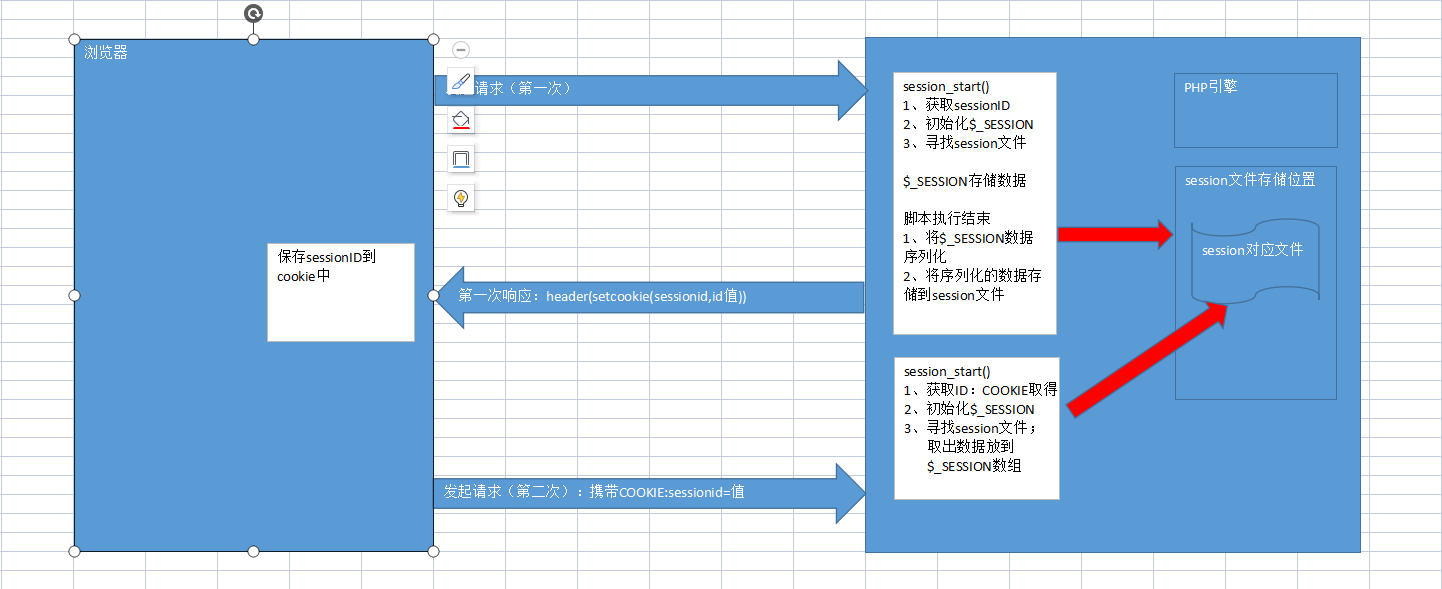 浏览器
请求（第一次）
session_start()
1、获取sessionID
2、初始化$_SESSION
3、寻找session文件
$_SESSION存储数据
脚本执行结束
1、将$_SESSION数据
序列化
2、将序列化的数据存
储到session文件
PHP引擎
session文件存储位置
session对应文件
保存sessionID到
cookie中
第一次响应：header(setcookie(sessionid,id值))
session_start()
1、获取ID：COOKIE取得
2、初始化$_SESSION
3、寻找session文件；
取出数据放到
$_SESSION数组
发起请求（第二次）：携带COOKIE:sessionid=值